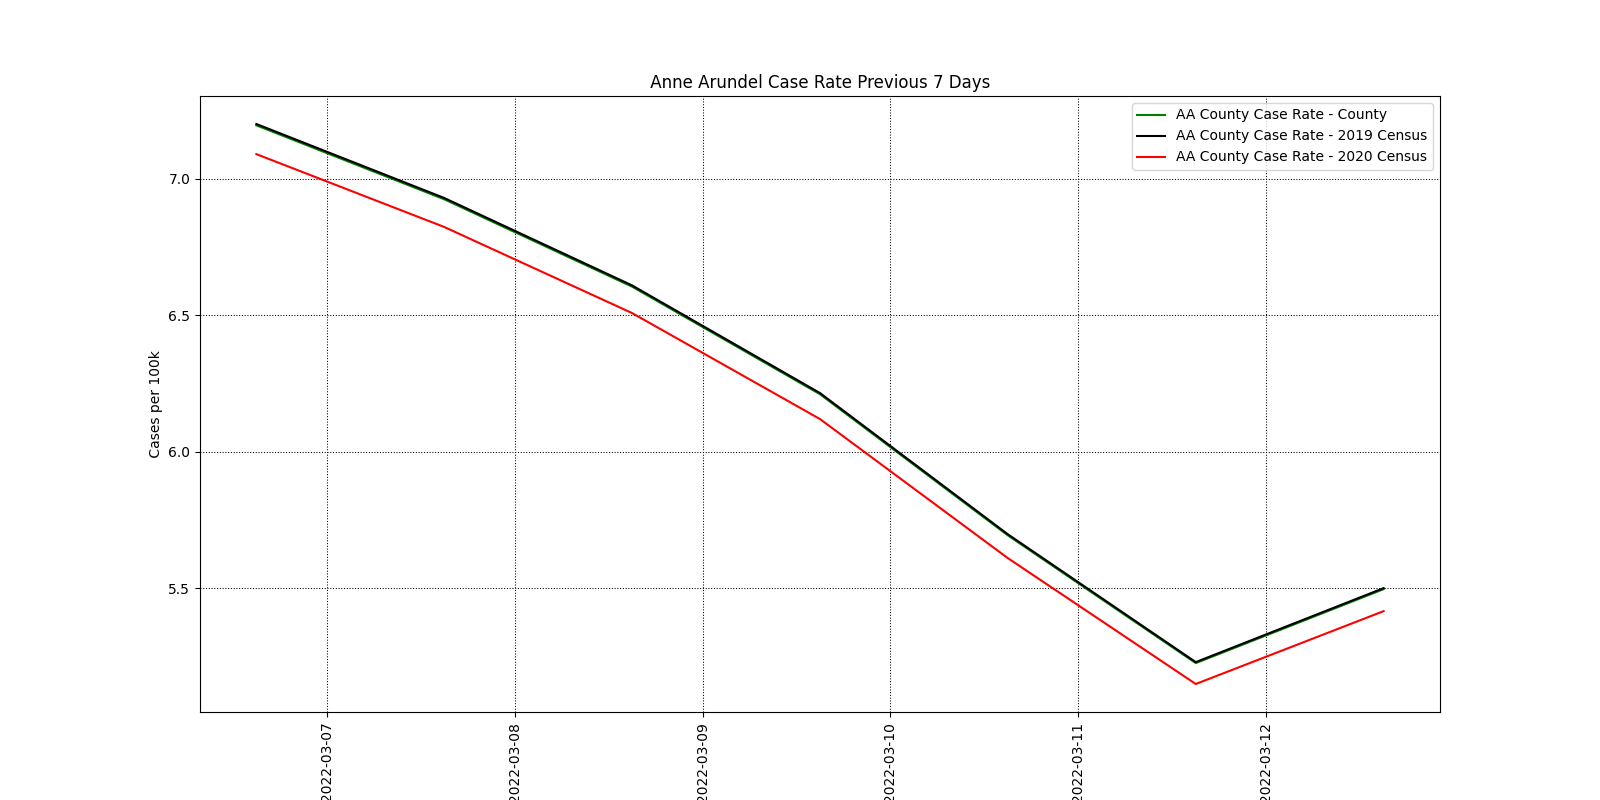 Anne Arundel Case Rate Previous 7 Days
AA County Case Rate - County
AA County Case Rate - 2019 Census
AA County Case Rate - 2020 Census
Cases per 100k
7.0
6.5
6.0
5.5
2022-03-07
2022-03-08
2022-03-09
2022-03-10
2022-03-11
2022-03-12